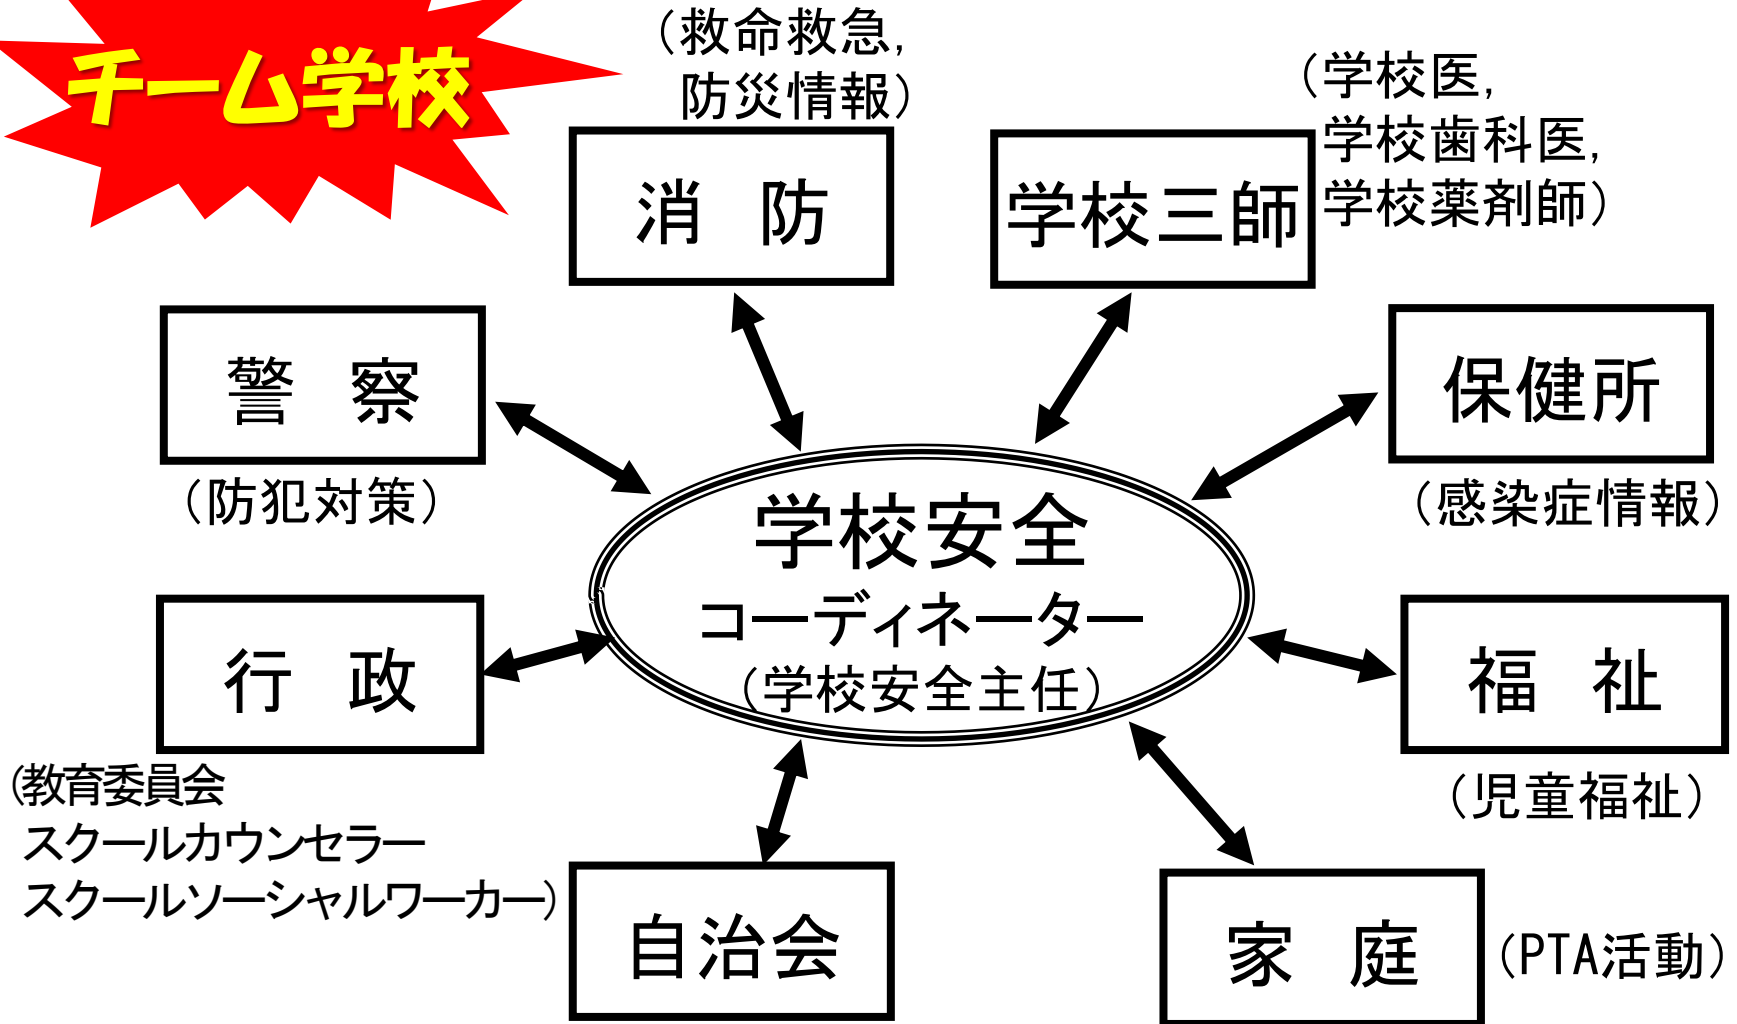 チーム学校
（救命救急，
防災情報）
消　防
学校三師
（学校医，
学校歯科医，
学校薬剤師）
警　察
（防犯対策）
保健所
（感染症情報）
学校安全
コーディネーター
（学校安全主任）
行　政
（教育委員会
スクールカウンセラー
スクールソーシャルワーカー）
福　祉
（児童福祉）
自治会
家　庭
（PTA活動）